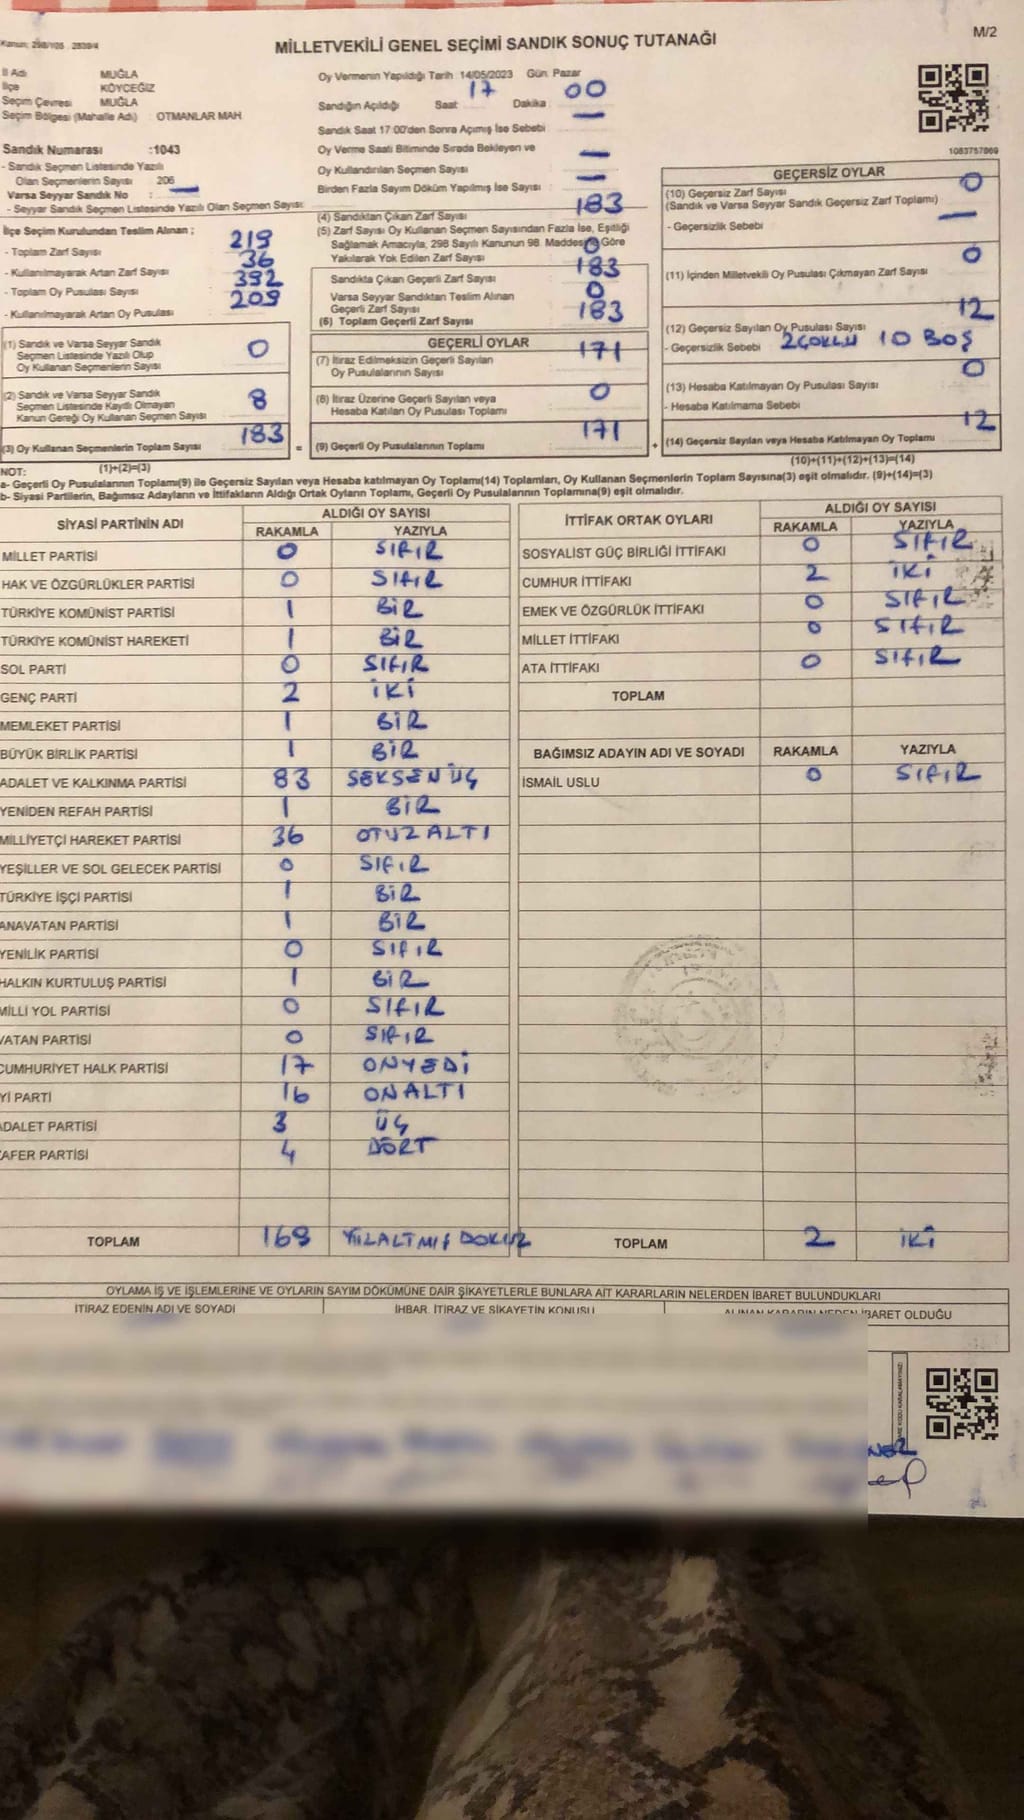 Kanun: 298/105 . 2839/4
MİLLETVEKİLİ GENEL SEÇİMİ SANDIK SONUÇ TUTANAĞI
M/2
İl Adı MUĞLA
İlçe KÖYCEĞİZ
Seçim Çevresi MUĞLA
Seçim Bölgesi (Mahalle Adı) : OTMANLAR MAH
Sandık Numarası :1043
- Sandık Seçmen Listesinde Yazılı
Olan Seçmenlerin Sayısı : 206
Varsa Seyyar Sandık No : —
- Seyyar Sandık Seçmen Listesinde Yazılı Olan Seçmen Sayısı:
Oy Vermenin Yapıldığı Tarih :14/05/2023 Gün: Pazar
Sandığın Açıldığı Saat 17 Dakika 00
Sandık Saat 17:00'den Sonra Açımış İse Sebebi —
Oy Verme Saati Bitiminde Sırada Bekleyen ve
Oy Kullandırılan Seçmen Sayısı : —
Birden Fazla Sayım Döküm Yapılmış İse Sayısı : —
1083757869
İlçe Seçim Kurulundan Teslim Alınan ;
- Toplam Zarf Sayısı : 219
- Kullanılmayarak Artan Zarf Sayısı : 36
- Toplam Oy Pusulası Sayısı : 392
- Kullanılmayarak Artan Oy Pusulası : 209
(1) Sandık ve Varsa Seyyar Sandık
Seçmen Listesinde Yazılı Olup
Oy Kullanan Seçmenlerin Sayısı 0
(2) Sandık ve Varsa Seyyar Sandık
Seçmen Listesinde Kayıtlı Olmayan
Kanun Gereği Oy Kullanan Seçmen Sayısı 8
(3) Oy Kullanan Seçmenlerin Toplam Sayısı 183
(4) Sandıktan Çıkan Zarf Sayısı : 183
(5) Zarf Sayısı Oy Kullanan Seçmen Sayısından Fazla İse, Eşitliği
Sağlamak Amacıyla, 298 Sayılı Kanunun 98. Maddesine Göre
Yakılarak Yok Edilen Zarf Sayısı : 0
Sandıkta Çıkan Geçerli Zarf Sayısı : 183
Varsa Seyyar Sandıktan Teslim Alınan
Geçerli Zarf Sayısı : 0
(6) Toplam Geçerli Zarf Sayısı : 183
GEÇERLİ OYLAR
(7) İtiraz Edilmeksizin Geçerli Sayılan
Oy Pusulalarının Sayısı 171
(8) İtiraz Üzerine Geçerli Sayılan veya
Hesaba Katılan Oy Pusulası Toplamı 0
= (9) Geçerli Oy Pusulalarının Toplamı 171
GEÇERSİZ OYLAR
(10) Geçersiz Zarf Sayısı 0
(Sandık ve Varsa Seyyar Sandık Geçersiz Zarf Toplamı)
- Geçersizlik Sebebi —
(11) İçinden Milletvekili Oy Pusulası Çıkmayan Zarf Sayısı 0
(12) Geçersiz Sayılan Oy Pusulası Sayısı 12
- Geçersizlik Sebebi 2 ÇOKLU 10 BOŞ
(13) Hesaba Katılmayan Oy Pusulası Sayısı 0
- Hesaba Katılmama Sebebi
+ (14) Geçersiz Sayılan veya Hesaba Katılmayan Oy Toplamı 12
NOT: (1)+(2)=(3) (10)+(11)+(12)+(13)=(14)
a- Geçerli Oy Pusulalarının Toplamı(9) ile Geçersiz Sayılan veya Hesaba katılmayan Oy Toplamı(14) Toplamları, Oy Kullanan Seçmenlerin Toplam Sayısına(3) eşit olmalıdır. (9)+(14)=(3)
b- Siyasi Partilerin, Bağımsız Adayların ve İttifakların Aldığı Ortak Oyların Toplamı, Geçerli Oy Pusulalarının Toplamına(9) eşit olmalıdır.
SİYASİ PARTİNİN ADI ALDIĞI OY SAYISI
RAKAMLA YAZIYLA
MİLLET PARTİSİ 0 SIFIR
HAK VE ÖZGÜRLÜKLER PARTİSİ 0 SIFIR
TÜRKİYE KOMÜNİST PARTİSİ 1 BİR
TÜRKİYE KOMÜNİST HAREKETİ 1 BİR
SOL PARTİ 0 SIFIR
GENÇ PARTİ 2 İKİ
MEMLEKET PARTİSİ 1 BİR
BÜYÜK BİRLİK PARTİSİ 1 BİR
ADALET VE KALKINMA PARTİSİ 83 SEKSEN ÜÇ
YENİDEN REFAH PARTİSİ 1 BİR
MİLLİYETÇİ HAREKET PARTİSİ 36 OTUZ ALTI
YEŞİLLER VE SOL GELECEK PARTİSİ 0 SIFIR
TÜRKİYE İŞÇİ PARTİSİ 1 BİR
ANAVATAN PARTİSİ 1 BİR
YENİLİK PARTİSİ 0 SIFIR
HALKIN KURTULUŞ PARTİSİ 1 BİR
MİLLİ YOL PARTİSİ 0 SIFIR
VATAN PARTİSİ 0 SIFIR
CUMHURİYET HALK PARTİSİ 17 ONYEDİ
Yİ PARTİ 16 ONALTI
ADALET PARTİSİ 3 ÜÇ
ZAFER PARTİSİ 4 DÖRT
TOPLAM 169 YÜZALTMIŞ DOKUZ
İTTİFAK ORTAK OYLARI ALDIĞI OY SAYISI
RAKAMLA YAZIYLA
SOSYALİST GÜÇ BİRLİĞİ İTTİFAKI 0 SIFIR
CUMHUR İTTİFAKI 2 İKİ
EMEK VE ÖZGÜRLÜK İTTİFAKI 0 SIFIR
MİLLET İTTİFAKI 0 SIFIR
ATA İTTİFAKI 0 SIFIR
TOPLAM
BAĞIMSIZ ADAYIN ADI VE SOYADI RAKAMLA YAZIYLA
İSMAİL USLU 0 SIFIR
TOPLAM 2 İKİ
OYLAMA İŞ VE İŞLEMLERİNE VE OYLARIN SAYIM DÖKÜMÜNE DAİR ŞİKAYETLERLE BUNLARA AİT KARARLARIN NELERDEN İBARET BULUNDUKLARI
İTİRAZ EDENİN ADI VE SOYADI İHBAR, İTİRAZ VE ŞİKAYETİN KONUSU ALINAN KARARIN NEDEN İBARET OLDUĞU